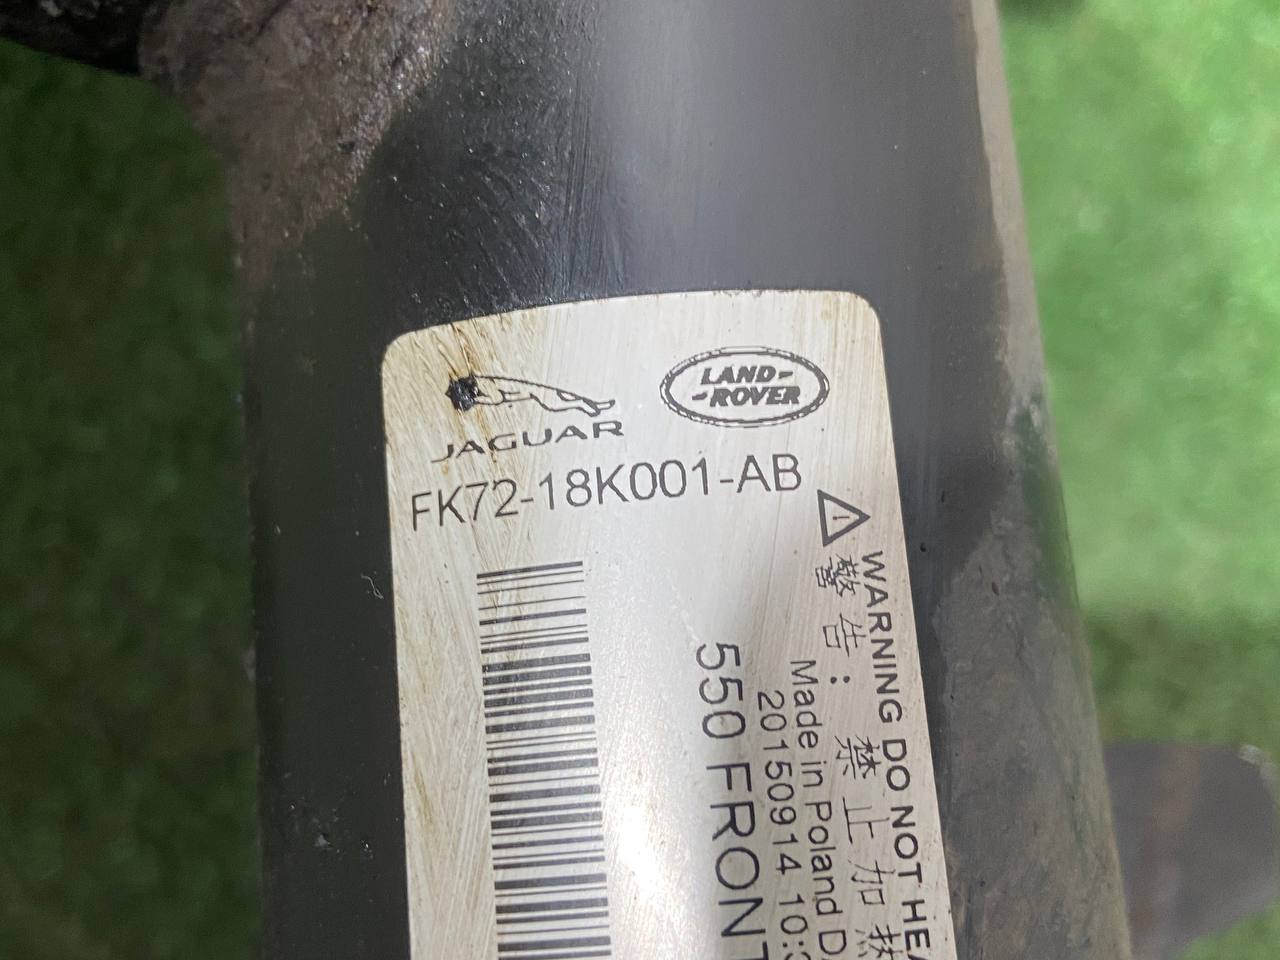 JAGUAR
LAND-
-ROVER
FK72-18K001-AB
WARNING DO NOT
警告: 禁止加热
Made in Poland
20150914 10:
550 FRONT